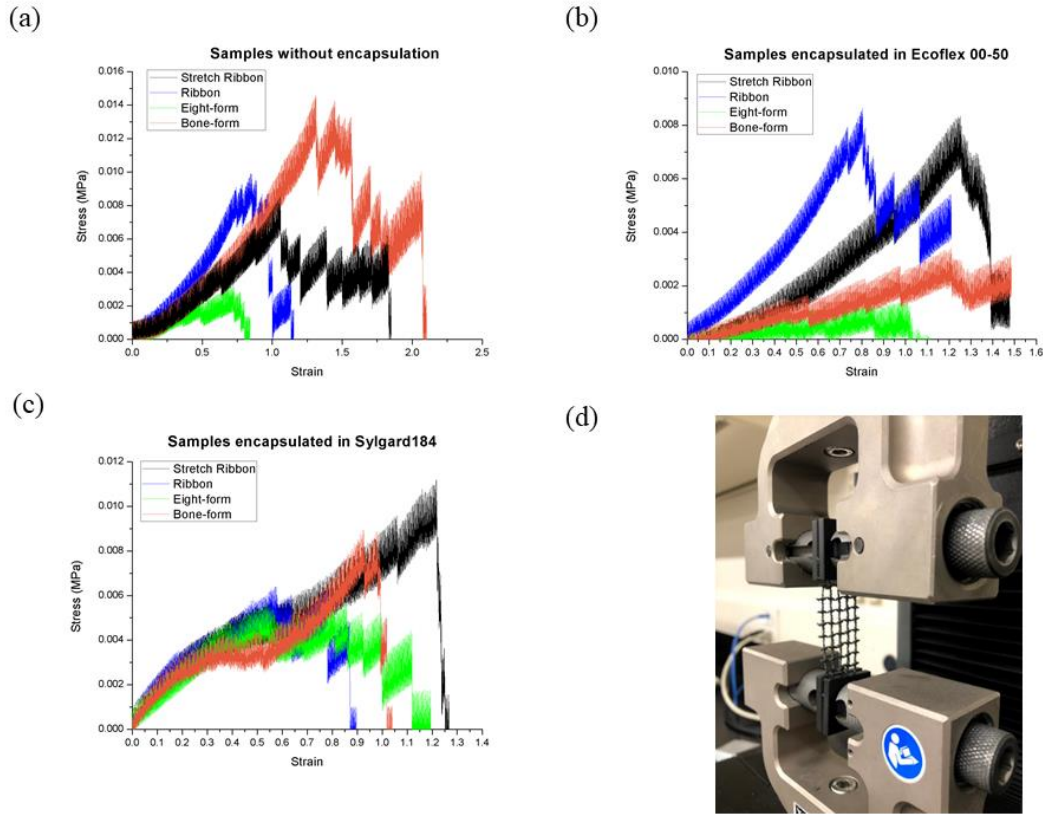 (a)
Samples without encapsulation
0.016
0.014
0.012
0.010
0.008
0.006
0.004
0.002
0.000
Stress (MPa)
Stretch Ribbon
Ribbon
Eight-form
Bone-form
0.0 0.5 1.0 1.5 2.0 2.5
Strain
(b)
Samples encapsulated in Ecoflex 00-50
0.010
0.008
0.006
0.004
0.002
0.000
Stress (MPa)
Stretch Ribbon
Ribbon
Eight-form
Bone-form
0.0 0.1 0.2 0.3 0.4 0.5 0.6 0.7 0.8 0.9 1.0 1.1 1.2 1.3 1.4 1.5 1.6
Strain
(c)
Samples encapsulated in Sylgard184
0.012
0.010
0.008
0.006
0.004
0.002
0.000
Stress (MPa)
Stretch Ribbon
Ribbon
Eight-form
Bone-form
0.0 0.1 0.2 0.3 0.4 0.5 0.6 0.7 0.8 0.9 1.0 1.1 1.2 1.3 1.4
Strain
(d)